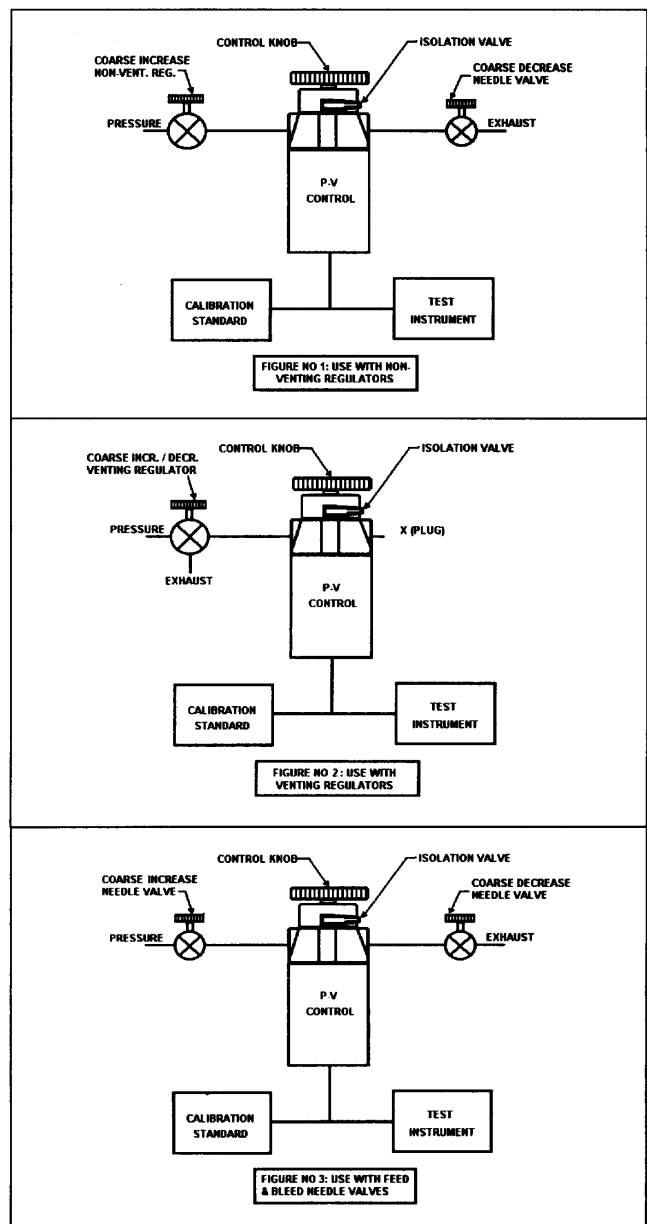 CONTROL KNOB
ISOLATION VALVE
COARSE INCREASE
NON-VENT. REG.
COARSE DECREASE
NEEDLE VALVE
PRESSURE
EXHAUST
P-V
CONTROL
CALIBRATION
STANDARD
TEST
INSTRUMENT
FIGURE NO 1: USE WITH NON-
VENTING REGULATORS
CONTROL KNOB
ISOLATION VALVE
COARSE INCR. / DECR.
VENTING REGULATOR
PRESSURE
X (PLUG)
EXHAUST
P-V
CONTROL
CALIBRATION
STANDARD
TEST
INSTRUMENT
FIGURE NO 2: USE WITH
VENTING REGULATORS
CONTROL KNOB
ISOLATION VALVE
COARSE INCREASE
NEEDLE VALVE
COARSE DECREASE
NEEDLE VALVE
PRESSURE
EXHAUST
P-V
CONTROL
CALIBRATION
STANDARD
TEST
INSTRUMENT
FIGURE NO 3: USE WITH FEED
& BLEED NEEDLE VALVES